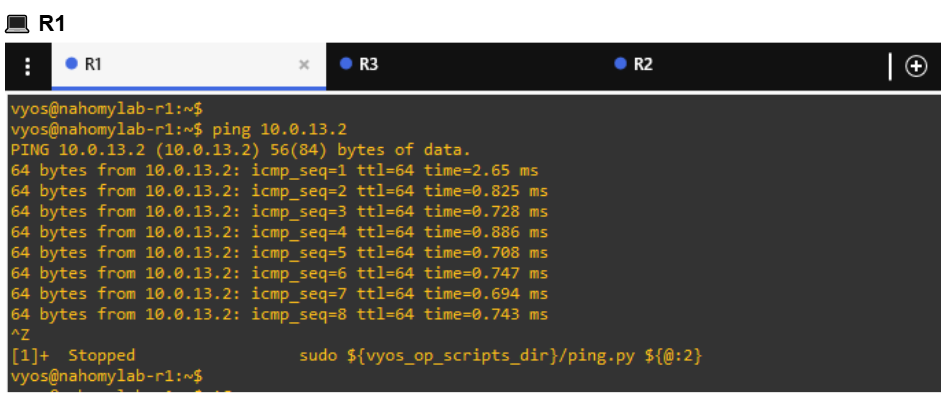 R1
R1 × R3 R2
vyos@nahomylab-r1:~$
vyos@nahomylab-r1:~$ ping 10.0.13.2
PING 10.0.13.2 (10.0.13.2) 56(84) bytes of data.
64 bytes from 10.0.13.2: icmp_seq=1 ttl=64 time=2.65 ms
64 bytes from 10.0.13.2: icmp_seq=2 ttl=64 time=0.825 ms
64 bytes from 10.0.13.2: icmp_seq=3 ttl=64 time=0.728 ms
64 bytes from 10.0.13.2: icmp_seq=4 ttl=64 time=0.886 ms
64 bytes from 10.0.13.2: icmp_seq=5 ttl=64 time=0.708 ms
64 bytes from 10.0.13.2: icmp_seq=6 ttl=64 time=0.747 ms
64 bytes from 10.0.13.2: icmp_seq=7 ttl=64 time=0.694 ms
64 bytes from 10.0.13.2: icmp_seq=8 ttl=64 time=0.743 ms
^Z
[1]+  Stopped                 sudo ${vyos_op_scripts_dir}/ping.py ${@:2}
vyos@nahomylab-r1:~$